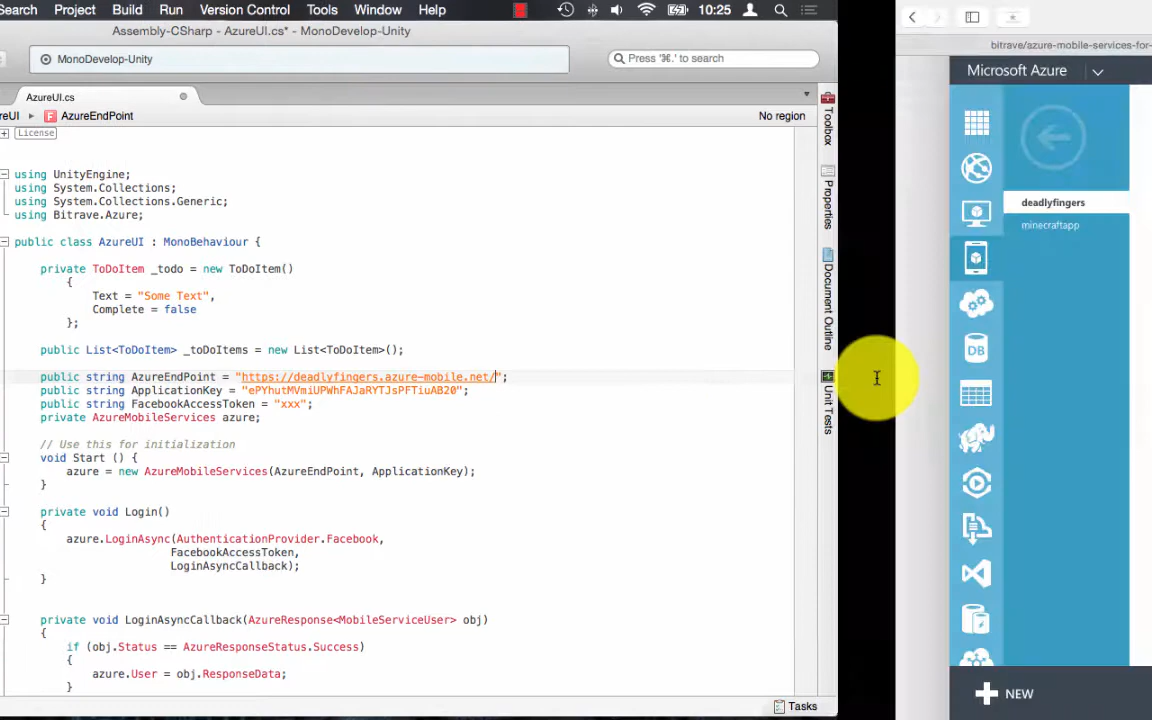 Search Project Build Run Version Control Tools Window Help 10:25
Assembly-CSharp - AzureUI.cs* - MonoDevelop-Unity
MonoDevelop-Unity
Press '⌘.' to search
AzureUI.cs
reUI ▸ F AzureEndPoint
No region
License
using UnityEngine;
using System.Collections;
using System.Collections.Generic;
using Bitrave.Azure;
public class AzureUI : MonoBehaviour {
private ToDoItem _todo = new ToDoItem()
{
Text = "Some Text",
Complete = false
};
public List<ToDoItem> _toDoItems = new List<ToDoItem>();
public string AzureEndPoint = "https://deadlyfingers.azure-mobile.net/";
public string ApplicationKey = "ePYhutMVmiUPWhFAJaRYTJsPFTiuAB20";
public string FacebookAccessToken = "xxx";
private AzureMobileServices azure;
// Use this for initialization
void Start () {
azure = new AzureMobileServices(AzureEndPoint, ApplicationKey);
}
private void Login()
{
azure.LoginAsync(AuthenticationProvider.Facebook,
FacebookAccessToken,
LoginAsyncCallback);
}
private void LoginAsyncCallback(AzureResponse<MobileServiceUser> obj)
{
if (obj.Status == AzureResponseStatus.Success)
{
azure.User = obj.ResponseData;
}
Tasks
Toolbox
Properties
Document Outline
Unit Tests
bitrave/azure-mobile-services-for-
Microsoft Azure
deadlyfingers
minecraftapp
DB
NEW